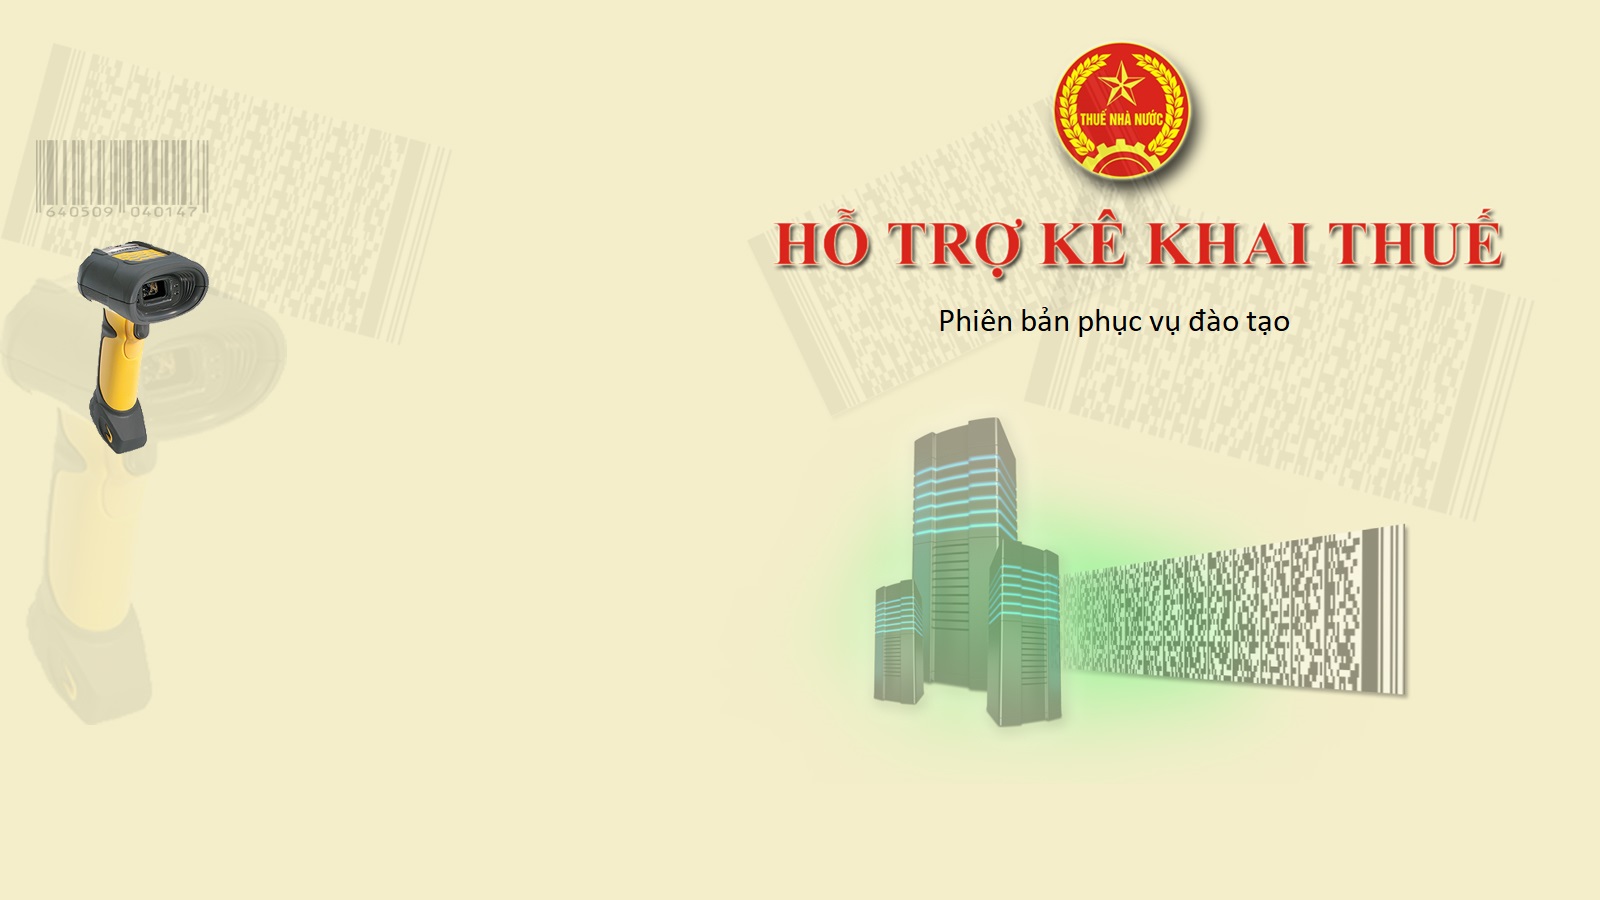 THUẾ NHÀ NƯỚC
640509 040147
HỖ TRỢ KÊ KHAI THUẾ
Phiên bản phục vụ đào tạo